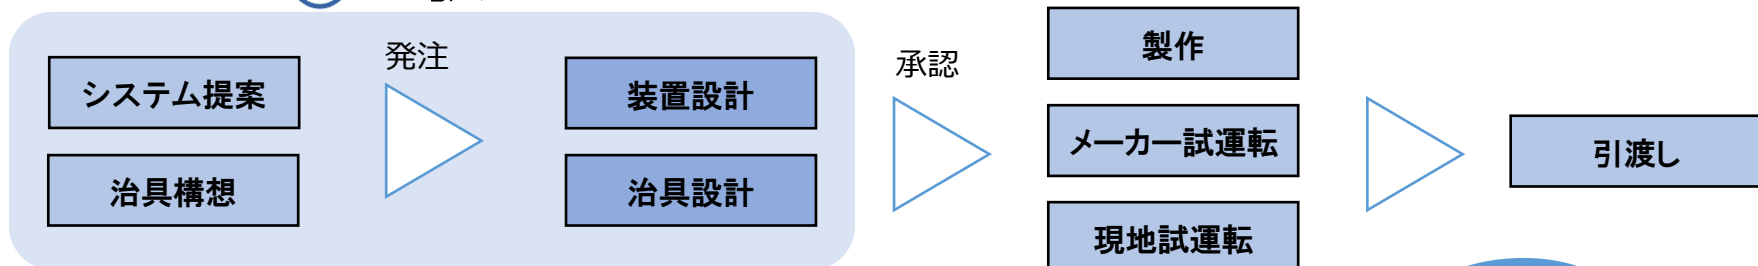 システム提案
治具構想
発注
装置設計
治具設計
承認
製作
メーカー試運転
現地試運転
引渡し